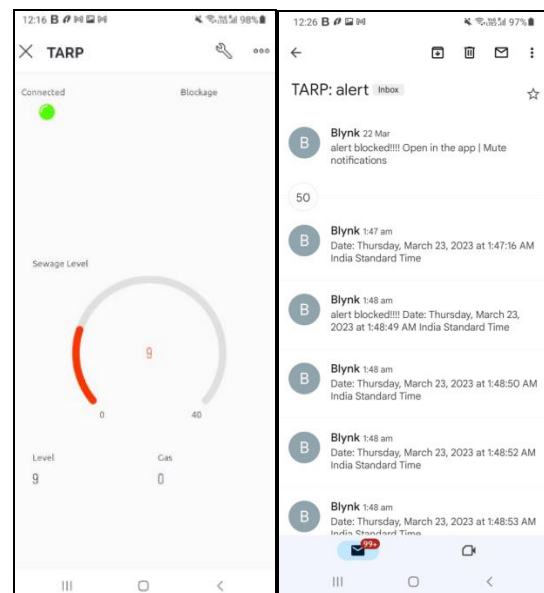 12:16 B 98%
TARP
Connected Blockage
Sewage Level
9
0 40
Level Gas
9 0
12:26 B 97%
TARP: alert Inbox
B
Blynk 22 Mar
alert blocked!!!! Open in the app | Mute
notifications
50
B
Blynk 1:47 am
Date: Thursday, March 23, 2023 at 1:47:16 AM
India Standard Time
B
Blynk 1:48 am
alert blocked!!!! Date: Thursday, March 23,
2023 at 1:48:49 AM India Standard Time
B
Blynk 1:48 am
Date: Thursday, March 23, 2023 at 1:48:50 AM
India Standard Time
B
Blynk 1:48 am
Date: Thursday, March 23, 2023 at 1:48:52 AM
India Standard Time
B
Blynk 1:48 am
Date: Thursday, March 23, 2023 at 1:48:53 AM
India Standard Time
99+